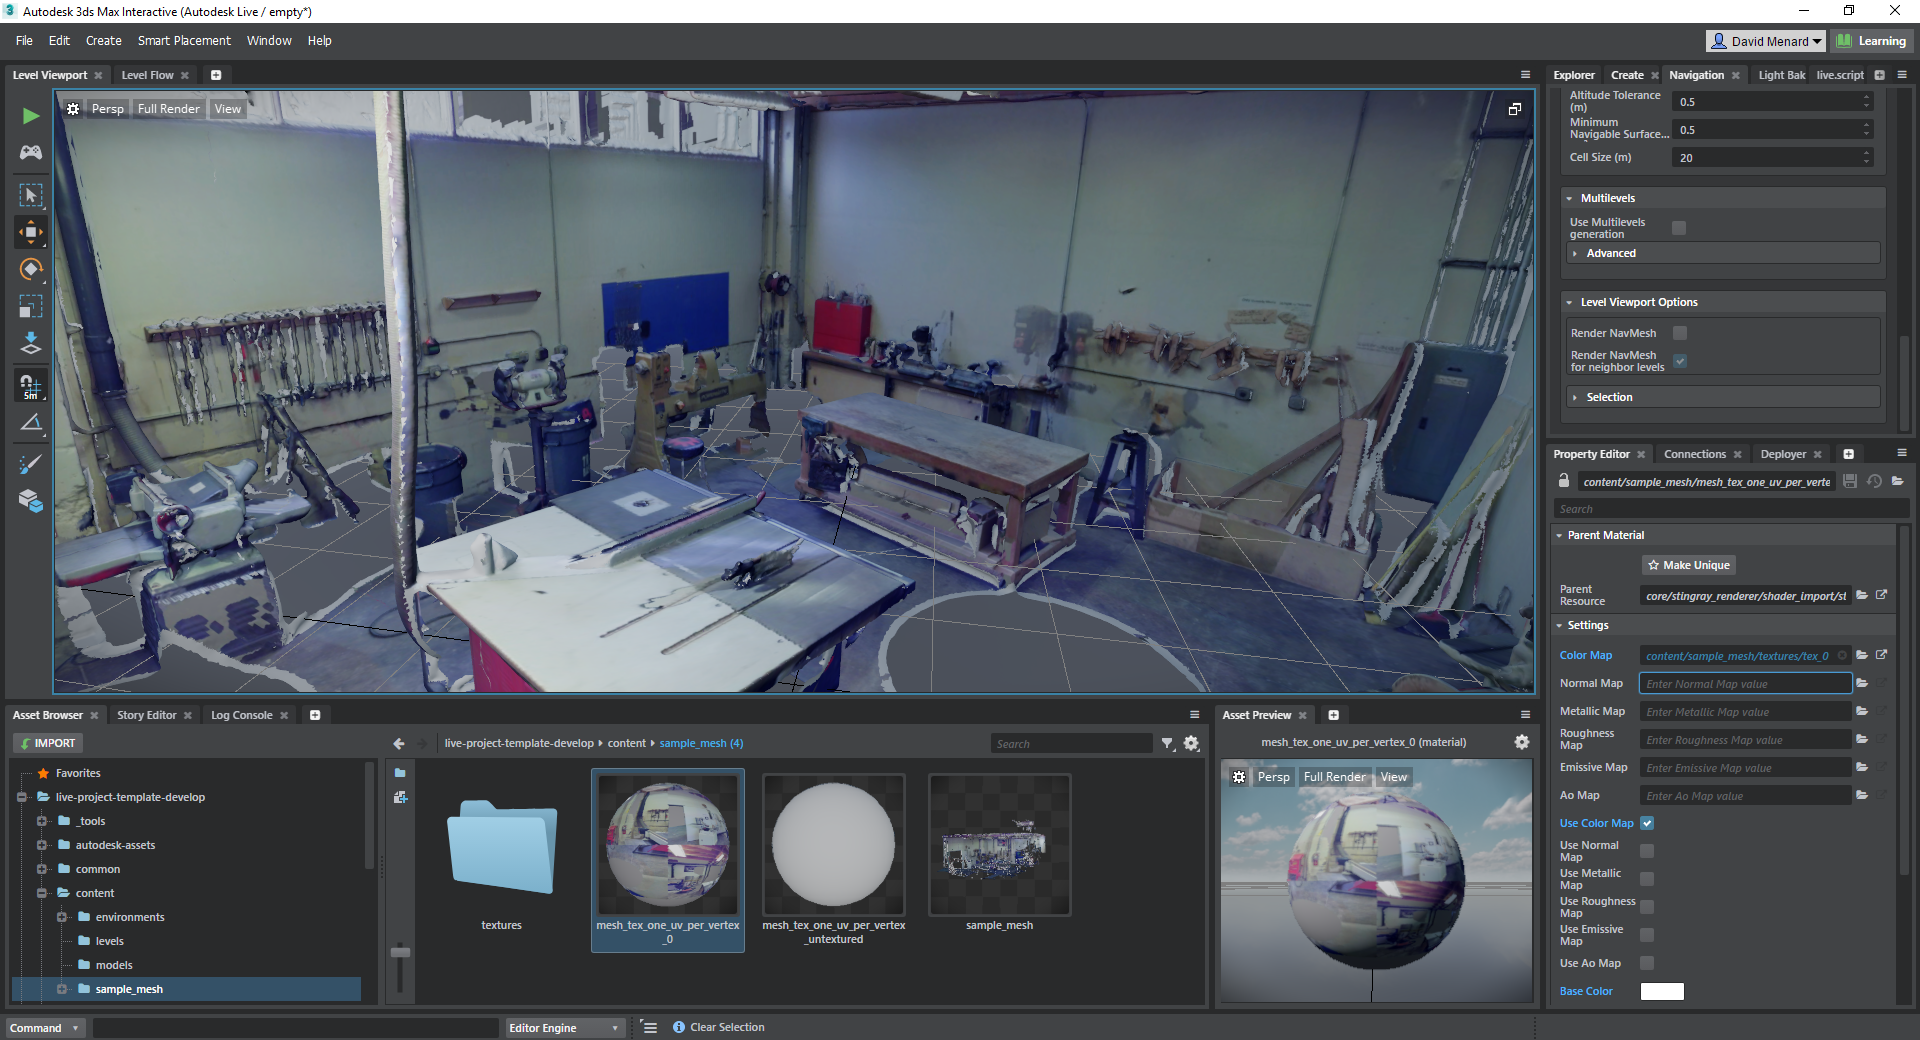 Autodesk 3ds Max Interactive (Autodesk Live / empty*)
File Edit Create Smart Placement Window Help
David Menard
Learning
Level Viewport
Level Flow
Persp Full Render View
5m
Explorer Create Navigation Light Bak live.script
Altitude Tolerance
(m)
0.5
Minimum
Navigable Surface...
0.5
Cell Size (m)
20
Multilevels
Use Multilevels
generation
Advanced
Level Viewport Options
Render NavMesh
Render NavMesh
for neighbor levels
Selection
Property Editor Connections Deployer
content/sample_mesh/mesh_tex_one_uv_per_verte
Search
Parent Material
Make Unique
Parent
Resource
core/stingray_renderer/shader_import/st
Settings
Color Map content/sample_mesh/textures/tex_0
Normal Map Enter Normal Map value
Metallic Map Enter Metallic Map value
Roughness
Map
Enter Roughness Map value
Emissive Map Enter Emissive Map value
Ao Map Enter Ao Map value
Use Color Map
Use Normal
Map
Use Metallic
Map
Use Roughness
Map
Use Emissive
Map
Use Ao Map
Base Color
Asset Browser Story Editor Log Console
IMPORT
live-project-template-develop content sample_mesh (4)
Search
Favorites
live-project-template-develop
_tools
autodesk-assets
common
content
environments
levels
models
sample_mesh
textures
mesh_tex_one_uv_per_vertex
_0
mesh_tex_one_uv_per_vertex
_untextured
sample_mesh
Asset Preview
mesh_tex_one_uv_per_vertex_0 (material)
Persp Full Render View
Command
Editor Engine
Clear Selection